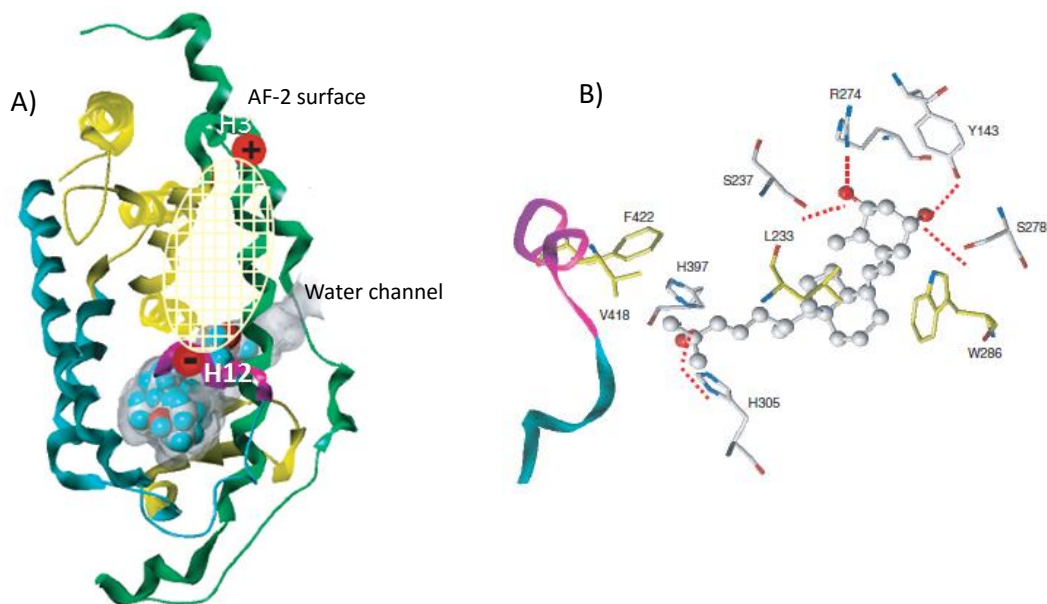 A)
AF-2 surface
H3
+
Water channel
-
H12
B)
R274
Y143
S237
S278
F422
L233
H397
V418
W286
H305